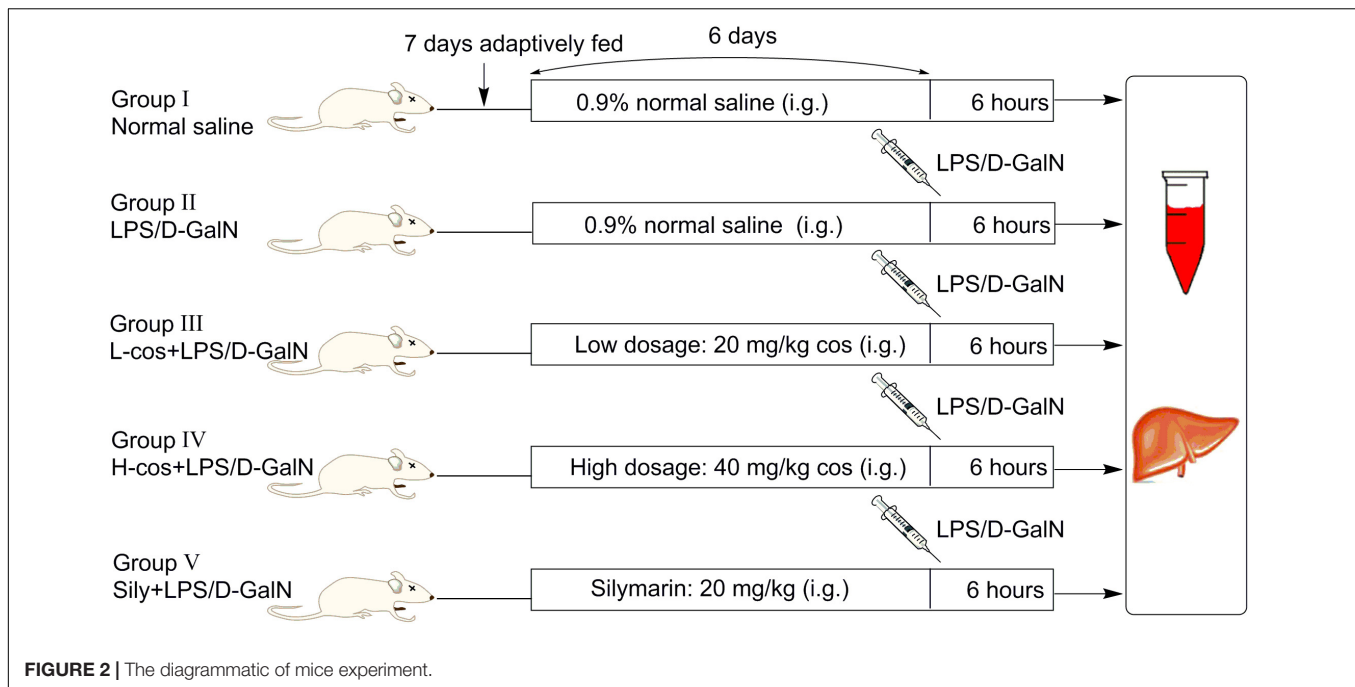 7 days adaptively fed
6 days
Group I
Normal saline
0.9% normal saline (i.g.)
6 hours
LPS/D-GalN
Group II
LPS/D-GalN
0.9% normal saline (i.g.)
6 hours
LPS/D-GalN
Group III
L-cos+LPS/D-GalN
Low dosage: 20 mg/kg cos (i.g.)
6 hours
LPS/D-GalN
Group IV
H-cos+LPS/D-GalN
High dosage: 40 mg/kg cos (i.g.)
6 hours
LPS/D-GalN
Group V
Sily+LPS/D-GalN
Silymarin: 20 mg/kg (i.g.)
6 hours
FIGURE 2 | The diagrammatic of mice experiment.